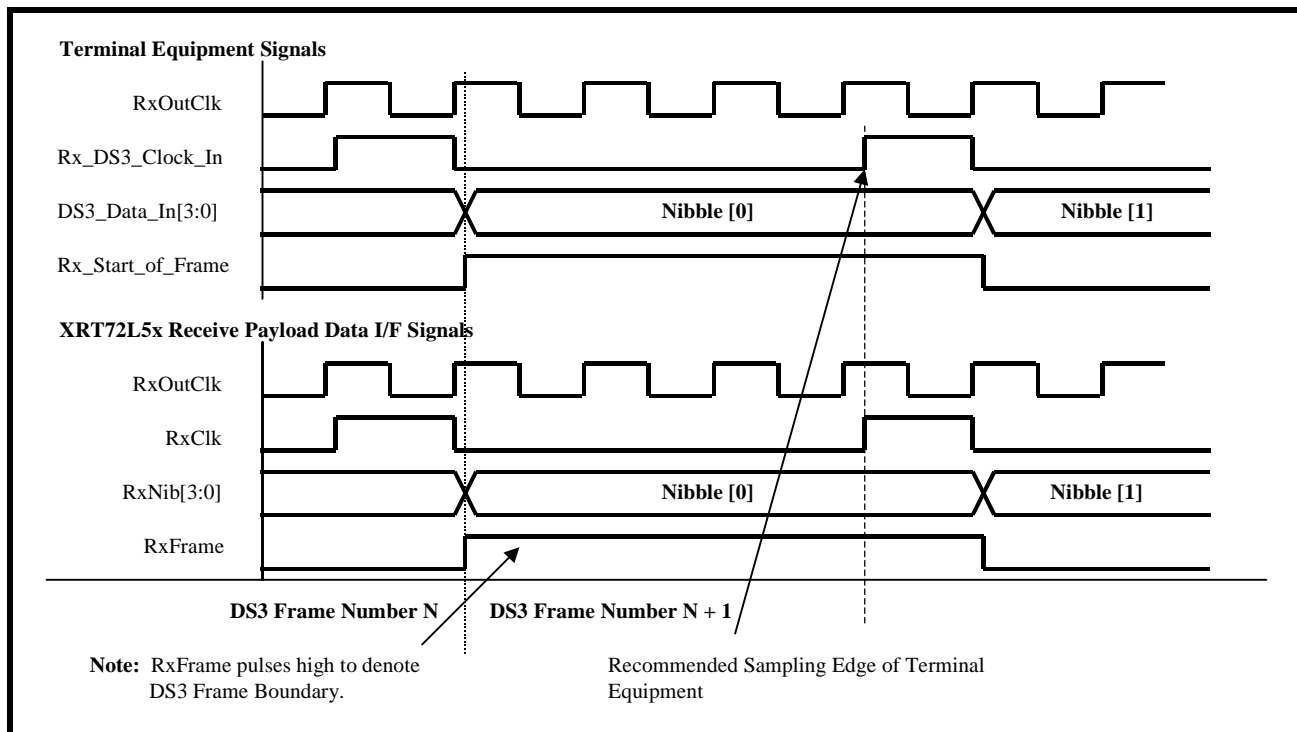 Terminal Equipment Signals
RxOutClk
Rx_DS3_Clock_In
DS3_Data_In[3:0]
Nibble [0]
Nibble [1]
Rx_Start_of_Frame
XRT72L5x Receive Payload Data I/F Signals
RxOutClk
RxClk
RxNib[3:0]
Nibble [0]
Nibble [1]
RxFrame
DS3 Frame Number N
DS3 Frame Number N + 1
Note: RxFrame pulses high to denote
DS3 Frame Boundary.
Recommended Sampling Edge of Terminal
Equipment